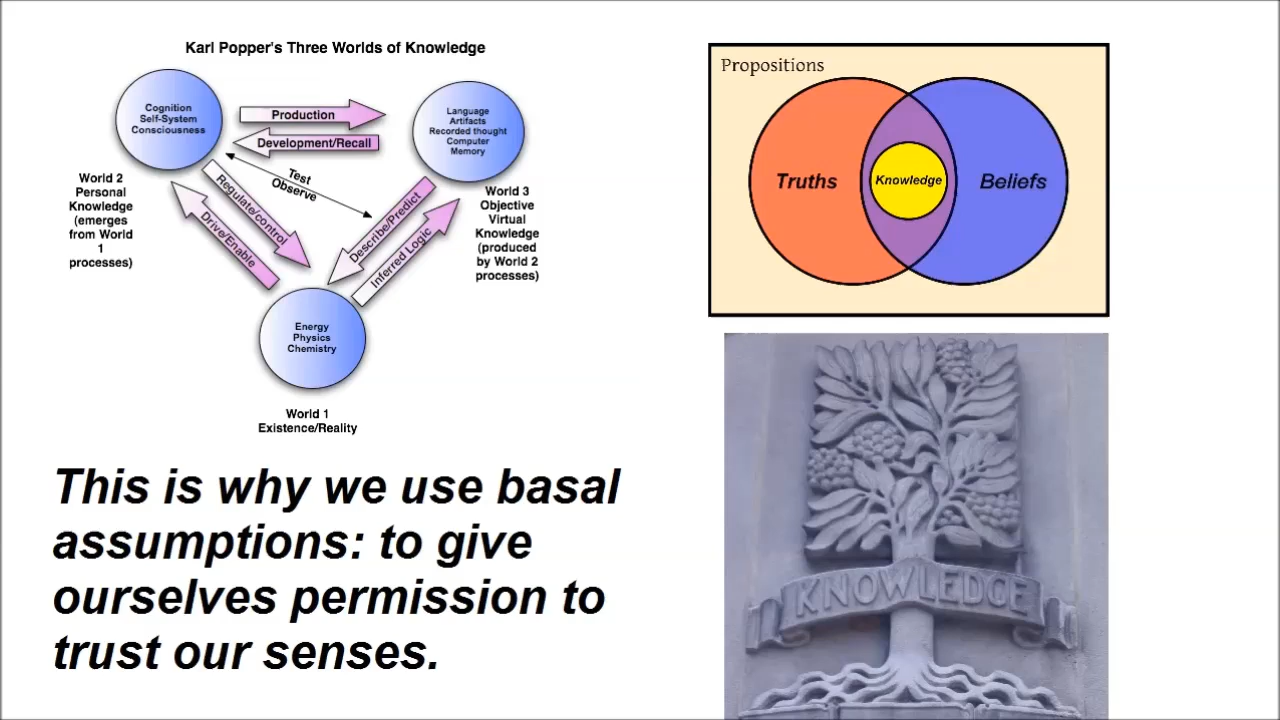 Karl Popper's Three Worlds of Knowledge
Cognition
Self-System
Consciousness
Production
Development/Recall
Language
Artifacts
Recorded thought
Computer
Memory
Test
Observe
World 2
Personal
Knowledge
(emerges
from World
1
processes)
Regulate/control
Drive/Enable
Describe/Predict
Inferred Logic
World 3
Objective
Virtual
Knowledge
(produced
by World 2
processes)
Energy
Physics
Chemistry
World 1
Existence/Reality
Propositions
Truths
Knowledge
Beliefs
KNOWLEDGE
This is why we use basal
assumptions: to give
ourselves permission to
trust our senses.